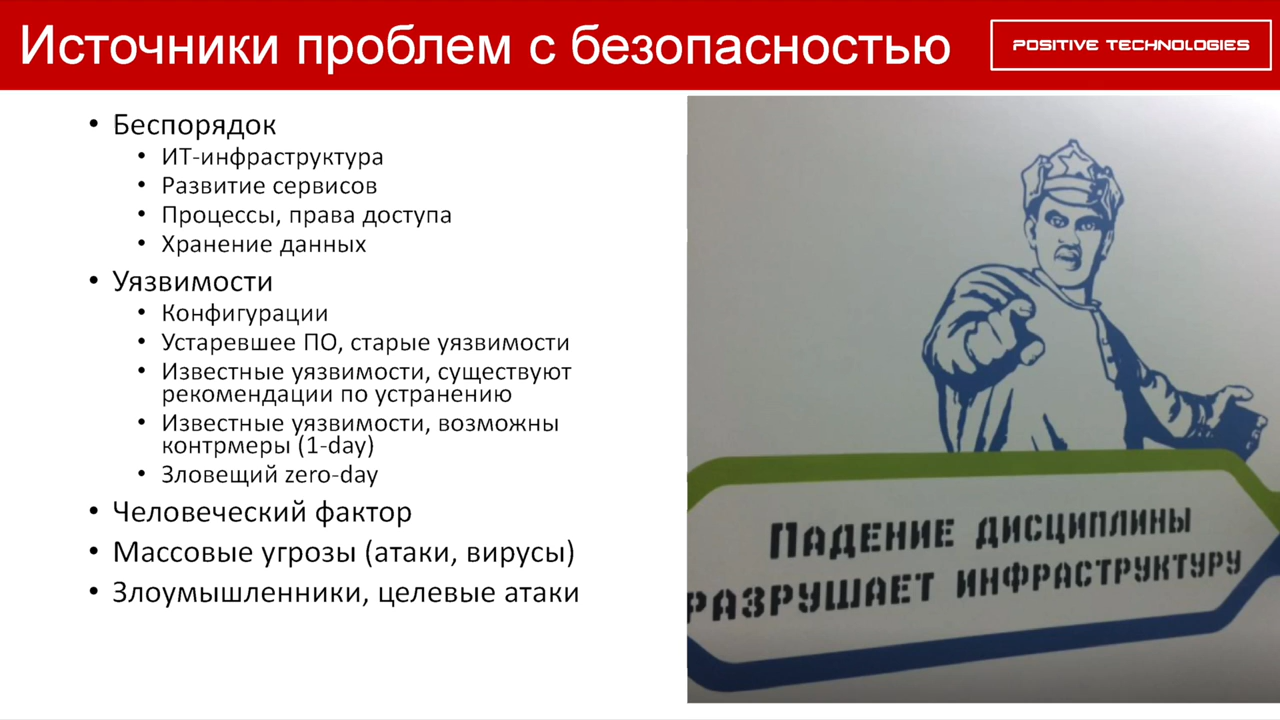 Источники проблем с безопасностью
POSITIVE TECHNOLOGIES
• Беспорядок
• ИТ-инфраструктура
• Развитие сервисов
• Процессы, права доступа
• Хранение данных
• Уязвимости
• Конфигурации
• Устаревшее ПО, старые уязвимости
• Известные уязвимости, существуют
рекомендации по устранению
• Известные уязвимости, возможны
контрмеры (1-day)
• Зловещий zero-day
• Человеческий фактор
• Массовые угрозы (атаки, вирусы)
• Злоумышленники, целевые атаки
ПАДЕНИЕ ДИСЦИПЛИНЫ
РАЗРУШАЕТ ИНФРАСТРУКТУРУ